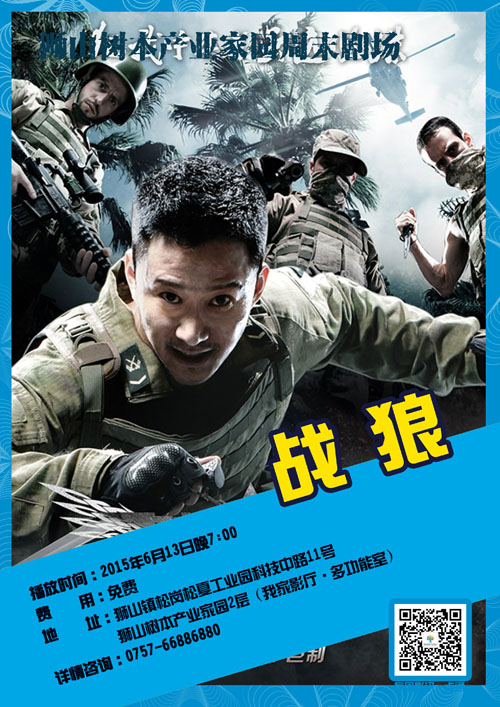 狮山树本产业家园周末剧场
战狼
播放时间：2015年6月13日晚7:00
费　　用：免费
地　　址：狮山镇松岗松夏工业园科技中路11号
狮山树本产业家园2层（我家影厅·多功能室）
详情咨询：0757-66886880